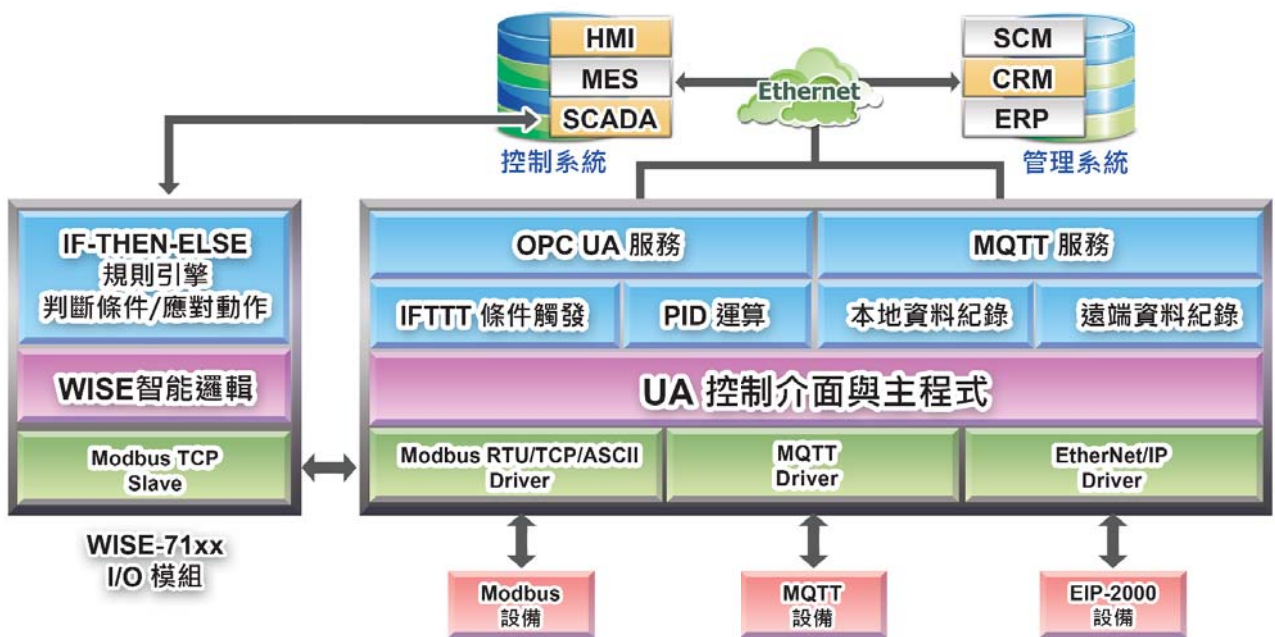 HMI
MES
SCADA
控制系統
Ethernet
SCM
CRM
ERP
管理系統
IF-THEN-ELSE
規則引擎
判斷條件/應對動作
WISE智能邏輯
Modbus TCP
Slave
WISE-71xx
I/O 模組
OPC UA 服務
MQTT 服務
IFTTT 條件觸發
PID 運算
本地資料紀錄
遠端資料紀錄
UA 控制介面與主程式
Modbus RTU/TCP/ASCII
Driver
MQTT
Driver
EtherNet/IP
Driver
Modbus
設備
MQTT
設備
EIP-2000
設備